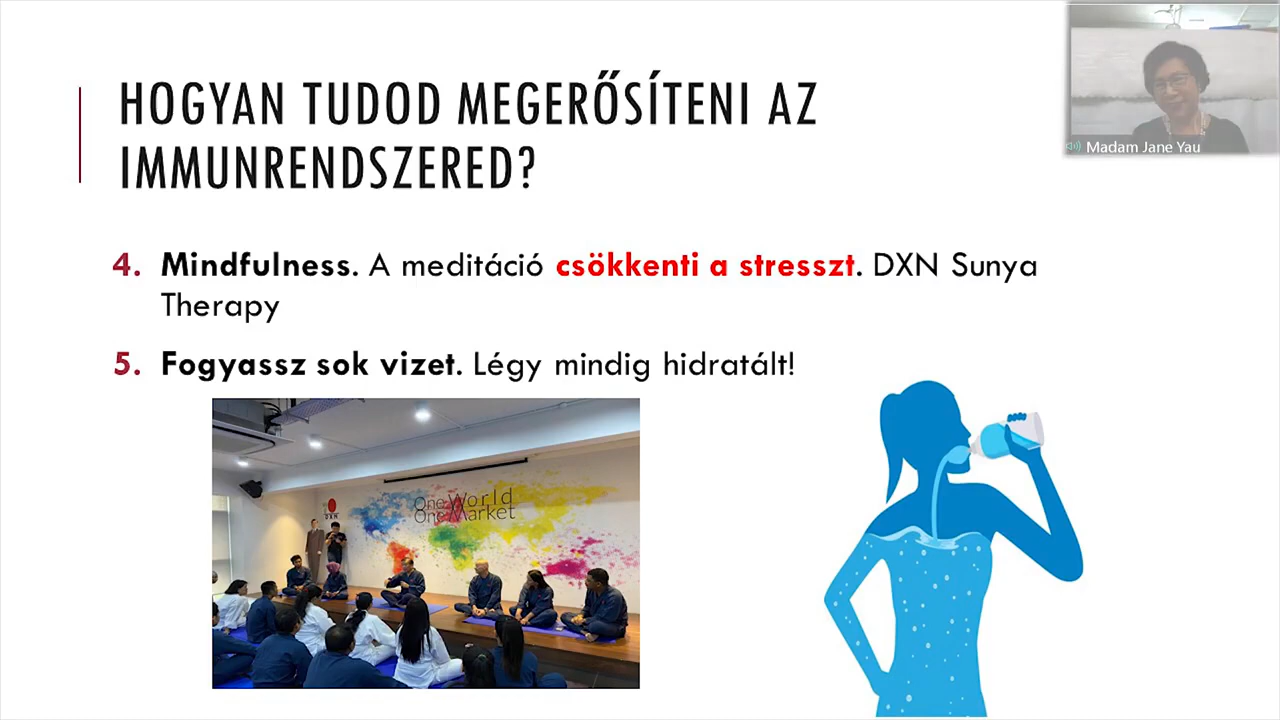 HOGYAN TUDOD MEGERŐSÍTENI AZ
IMMUNRENDSZERED?
Madam Jane Yau
4. Mindfulness. A meditáció csökkenti a stresszt. DXN Sunya
Therapy
5. Fogyassz sok vizet. Légy mindig hidratált!
One World
One Market
DXN